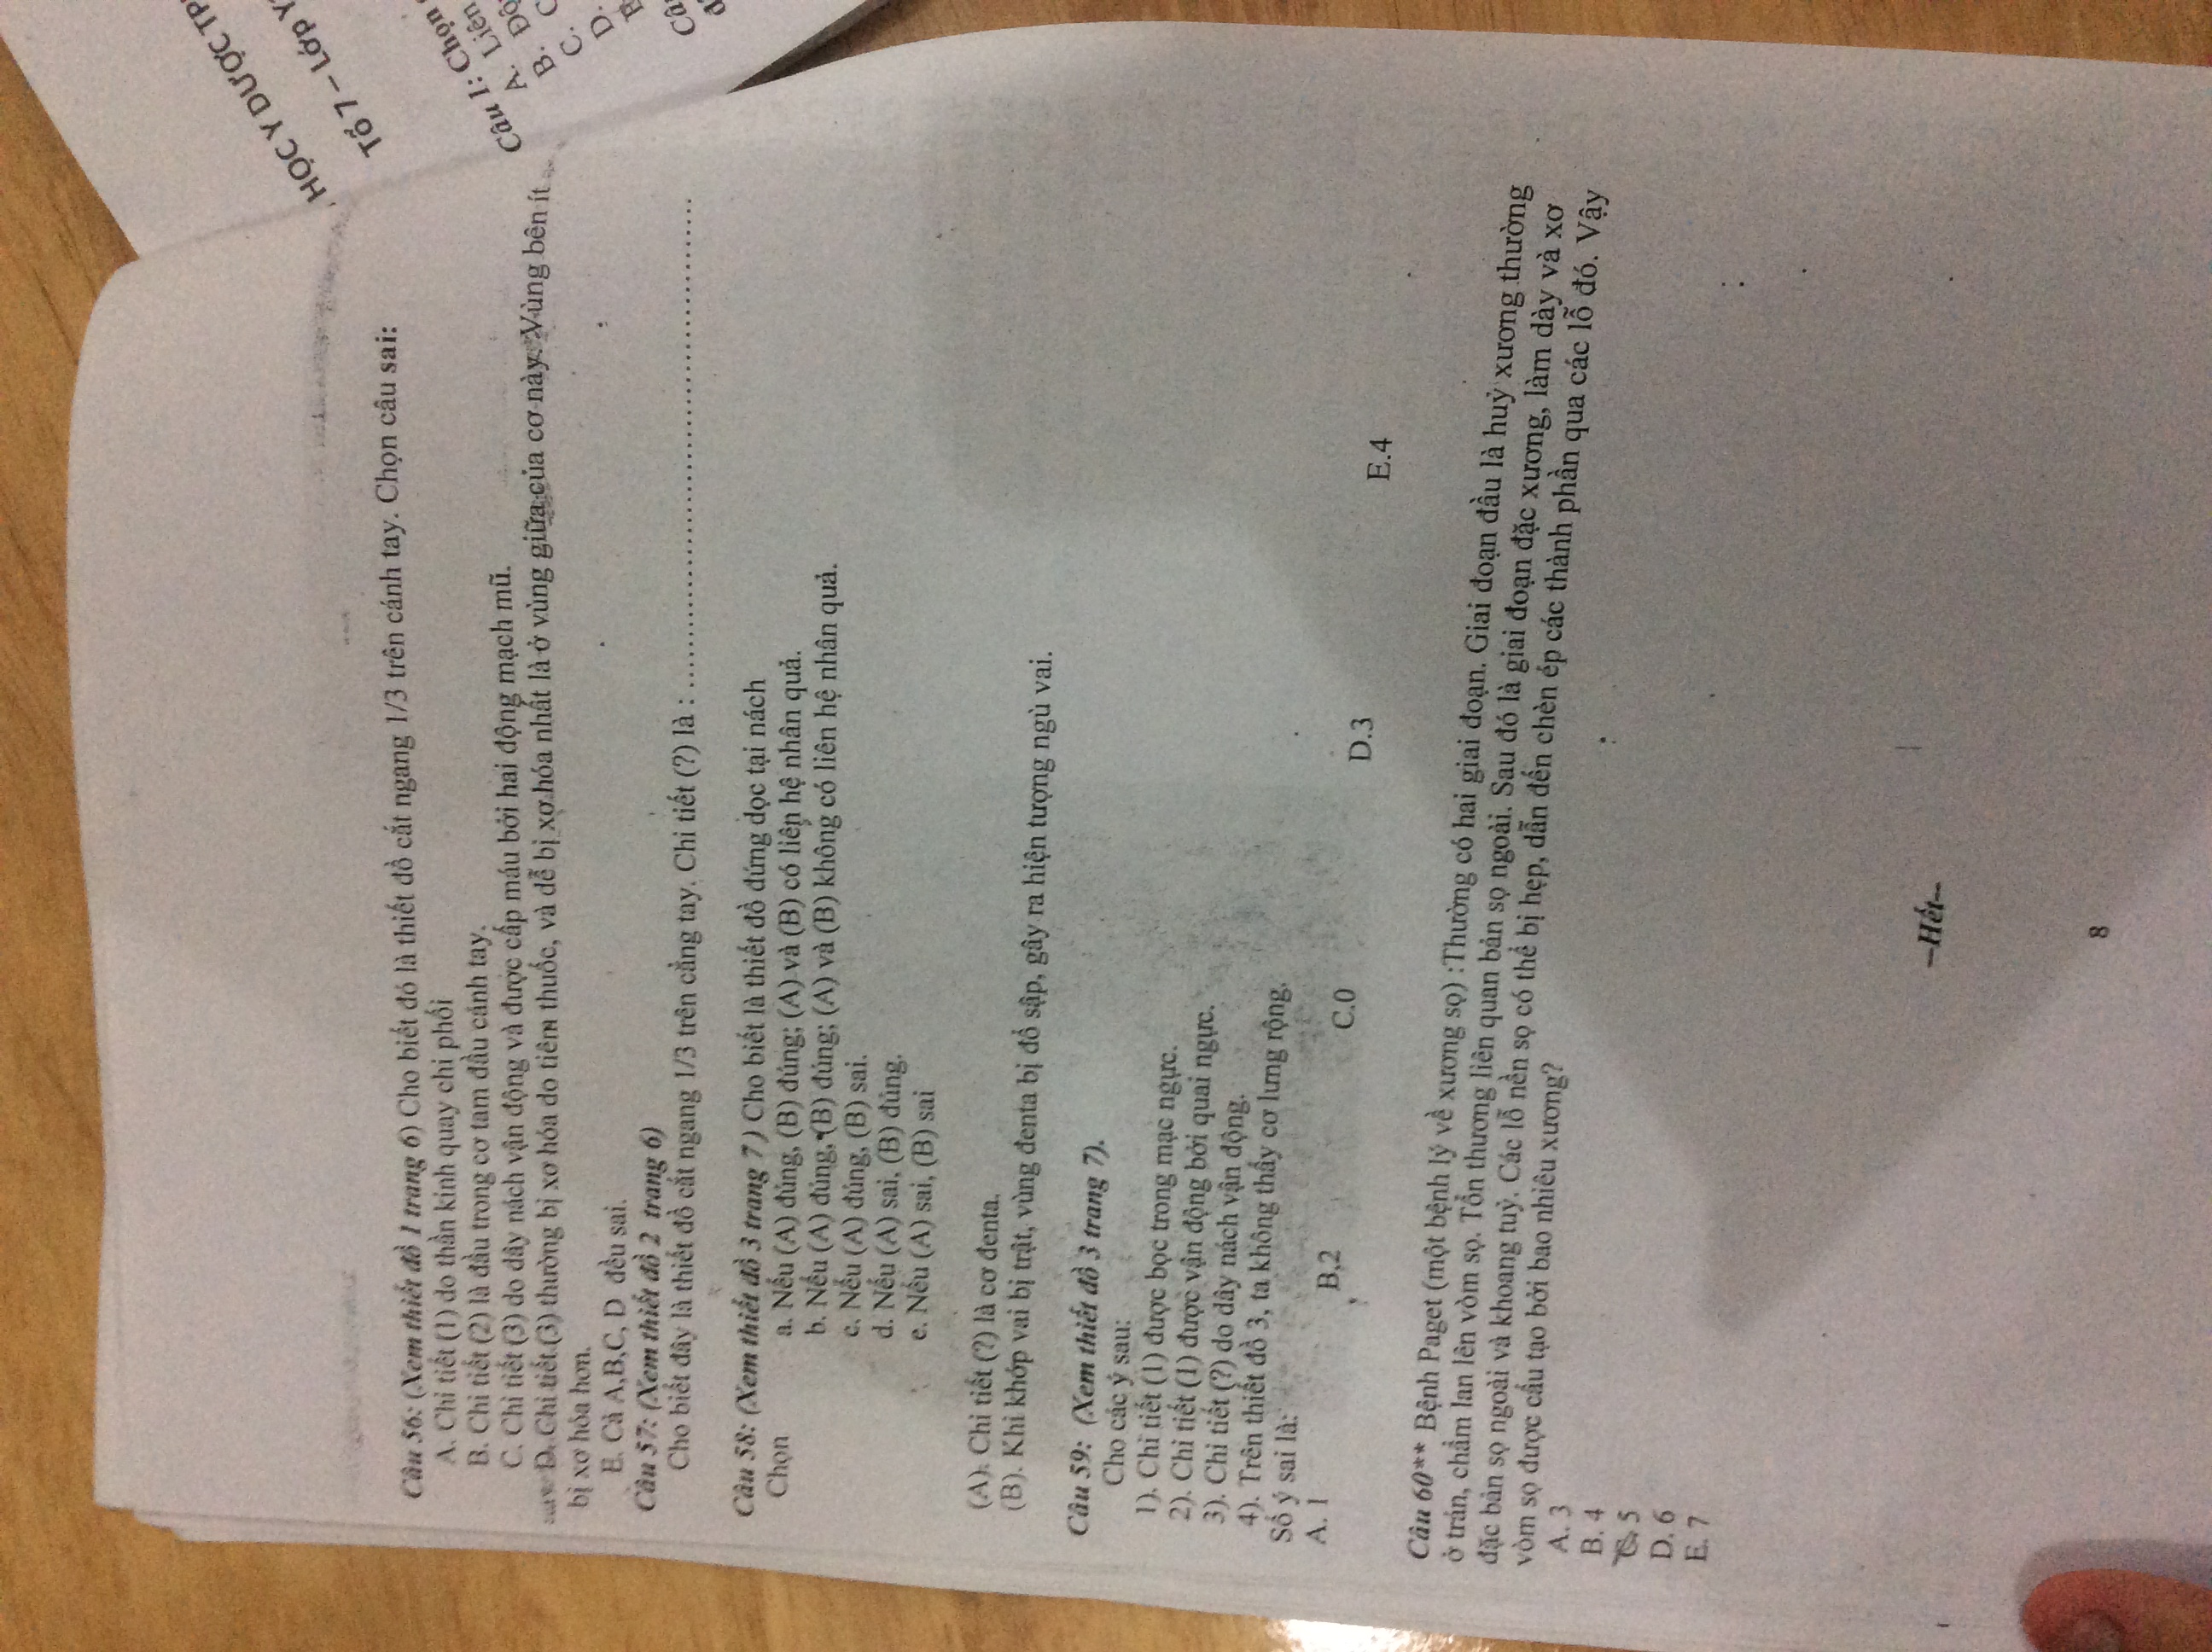 Câu 56: (Xem thiết đồ 1 trang 6) Cho biết đó là thiết đồ cắt ngang 1/3 trên cánh tay. Chọn câu sai:
A. Chi tiết (1) do thần kinh quay chi phối
B. Chi tiết (2) là đầu trong cơ tam đầu cánh tay.
C. Chi tiết (3) do dây nách vận động và được cấp máu bởi hai động mạch mũ.
D. Chi tiết (3) thường bị xơ hóa do tiêm thuốc, và dễ bị xơ hóa nhất là ở vùng giữa của cơ này. Vùng bên ít
bị xơ hóa hơn.
E. Cả A,B,C, D đều sai.
Câu 57: (Xem thiết đồ 2 trang 6)
Cho biết đây là thiết đồ cắt ngang 1/3 trên cẳng tay. Chi tiết (?) là : ................................................
Câu 58: (Xem thiết đồ 3 trang 7 ) Cho biết là thiết đồ đứng dọc tại nách
Chọn a. Nếu (A) đúng, (B) đúng; (A) và (B) có liên hệ nhân quả.
b. Nếu (A) đúng, (B) đúng; (A) và (B) không có liên hệ nhân quả.
c. Nếu (A) đúng, (B) sai.
d. Nếu (A) sai, (B) đúng.
e. Nếu (A) sai, (B) sai
(A). Chi tiết (?) là cơ đenta.
(B). Khi khớp vai bị trật, vùng đenta bị đổ sập, gây ra hiện tượng ngù vai.
Câu 59: (Xem thiết đồ 3 trang 7).
Cho các ý sau:
1). Chi tiết (1) được bọc trong mạc ngực.
2). Chi tiết (1) được vận động bởi quai ngực.
3). Chi tiết (?) do dây nách vận động.
4). Trên thiết đồ 3, ta không thấy cơ lưng rộng.
Số ý sai là:
A. 1 B.2 C.0 D.3 E.4
Câu 60** Bệnh Paget (một bệnh lý về xương sọ) :Thường có hai giai đoạn. Giai đoạn đầu là huỷ xương thường
ở trán, chẩm lan lên vòm sọ. Tổn thương liên quan bản sọ ngoài. Sau đó là giai đoạn đặc xương, làm dày và xơ
đặc bản sọ ngoài và khoang tuỷ. Các lỗ nền sọ có thể bị hẹp, dẫn đến chèn ép các thành phần qua các lỗ đó. Vậy
vòm sọ được cấu tạo bởi bao nhiêu xương?
A. 3
B. 4
C. 5
D. 6
E. 7
--Hết--
8
HỌC Y DƯỢC TP
Tổ 7 – Lớp Y
Câu 1: Chọn
A. Liên
B.
C.
D.